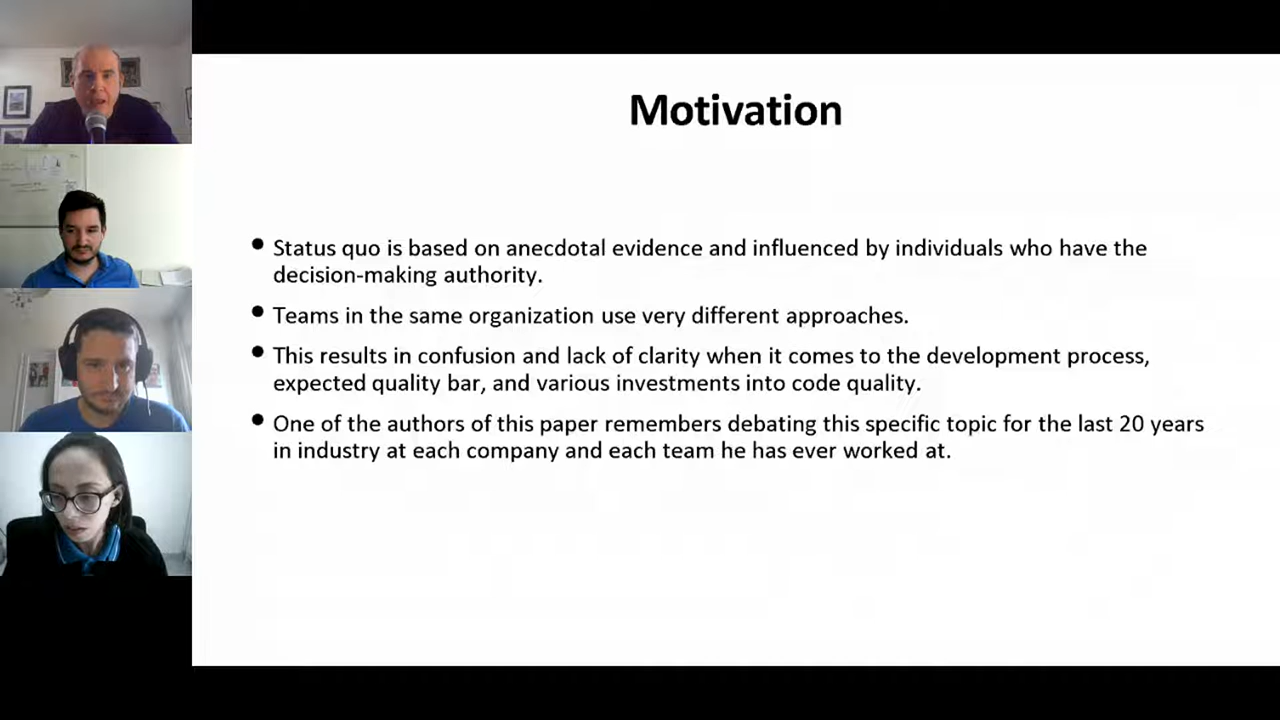 Motivation
• Status quo is based on anecdotal evidence and influenced by individuals who have the
decision-making authority.
• Teams in the same organization use very different approaches.
• This results in confusion and lack of clarity when it comes to the development process,
expected quality bar, and various investments into code quality.
• One of the authors of this paper remembers debating this specific topic for the last 20 years
in industry at each company and each team he has ever worked at.